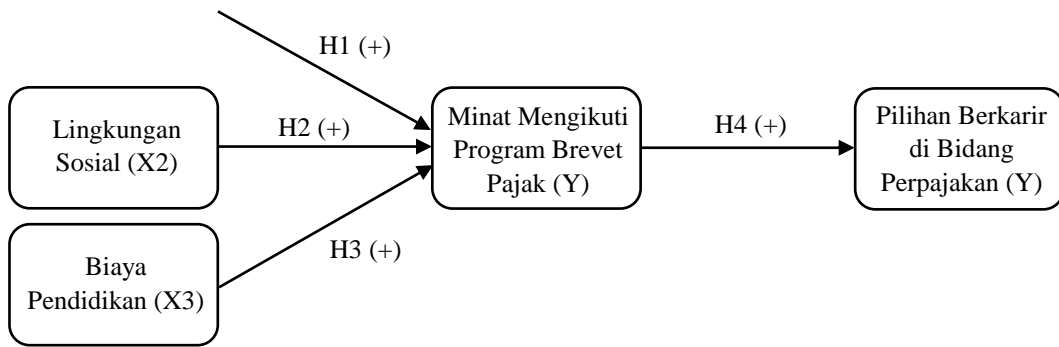 H1 (+)
Lingkungan
Sosial (X2)
H2 (+)
Minat Mengikuti
Program Brevet
Pajak (Y)
H4 (+)
Pilihan Berkarir
di Bidang
Perpajakan (Y)
Biaya
Pendidikan (X3)
H3 (+)